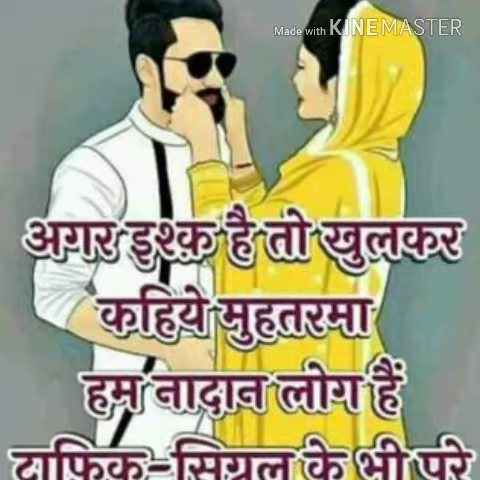 Made with KINEMASTER
अगर इश्क़ है तो खुलकर
कहिये मुहतरमा
हम नादान लोग हैं
ट्राफिक-सिग्नल के भी पूरे